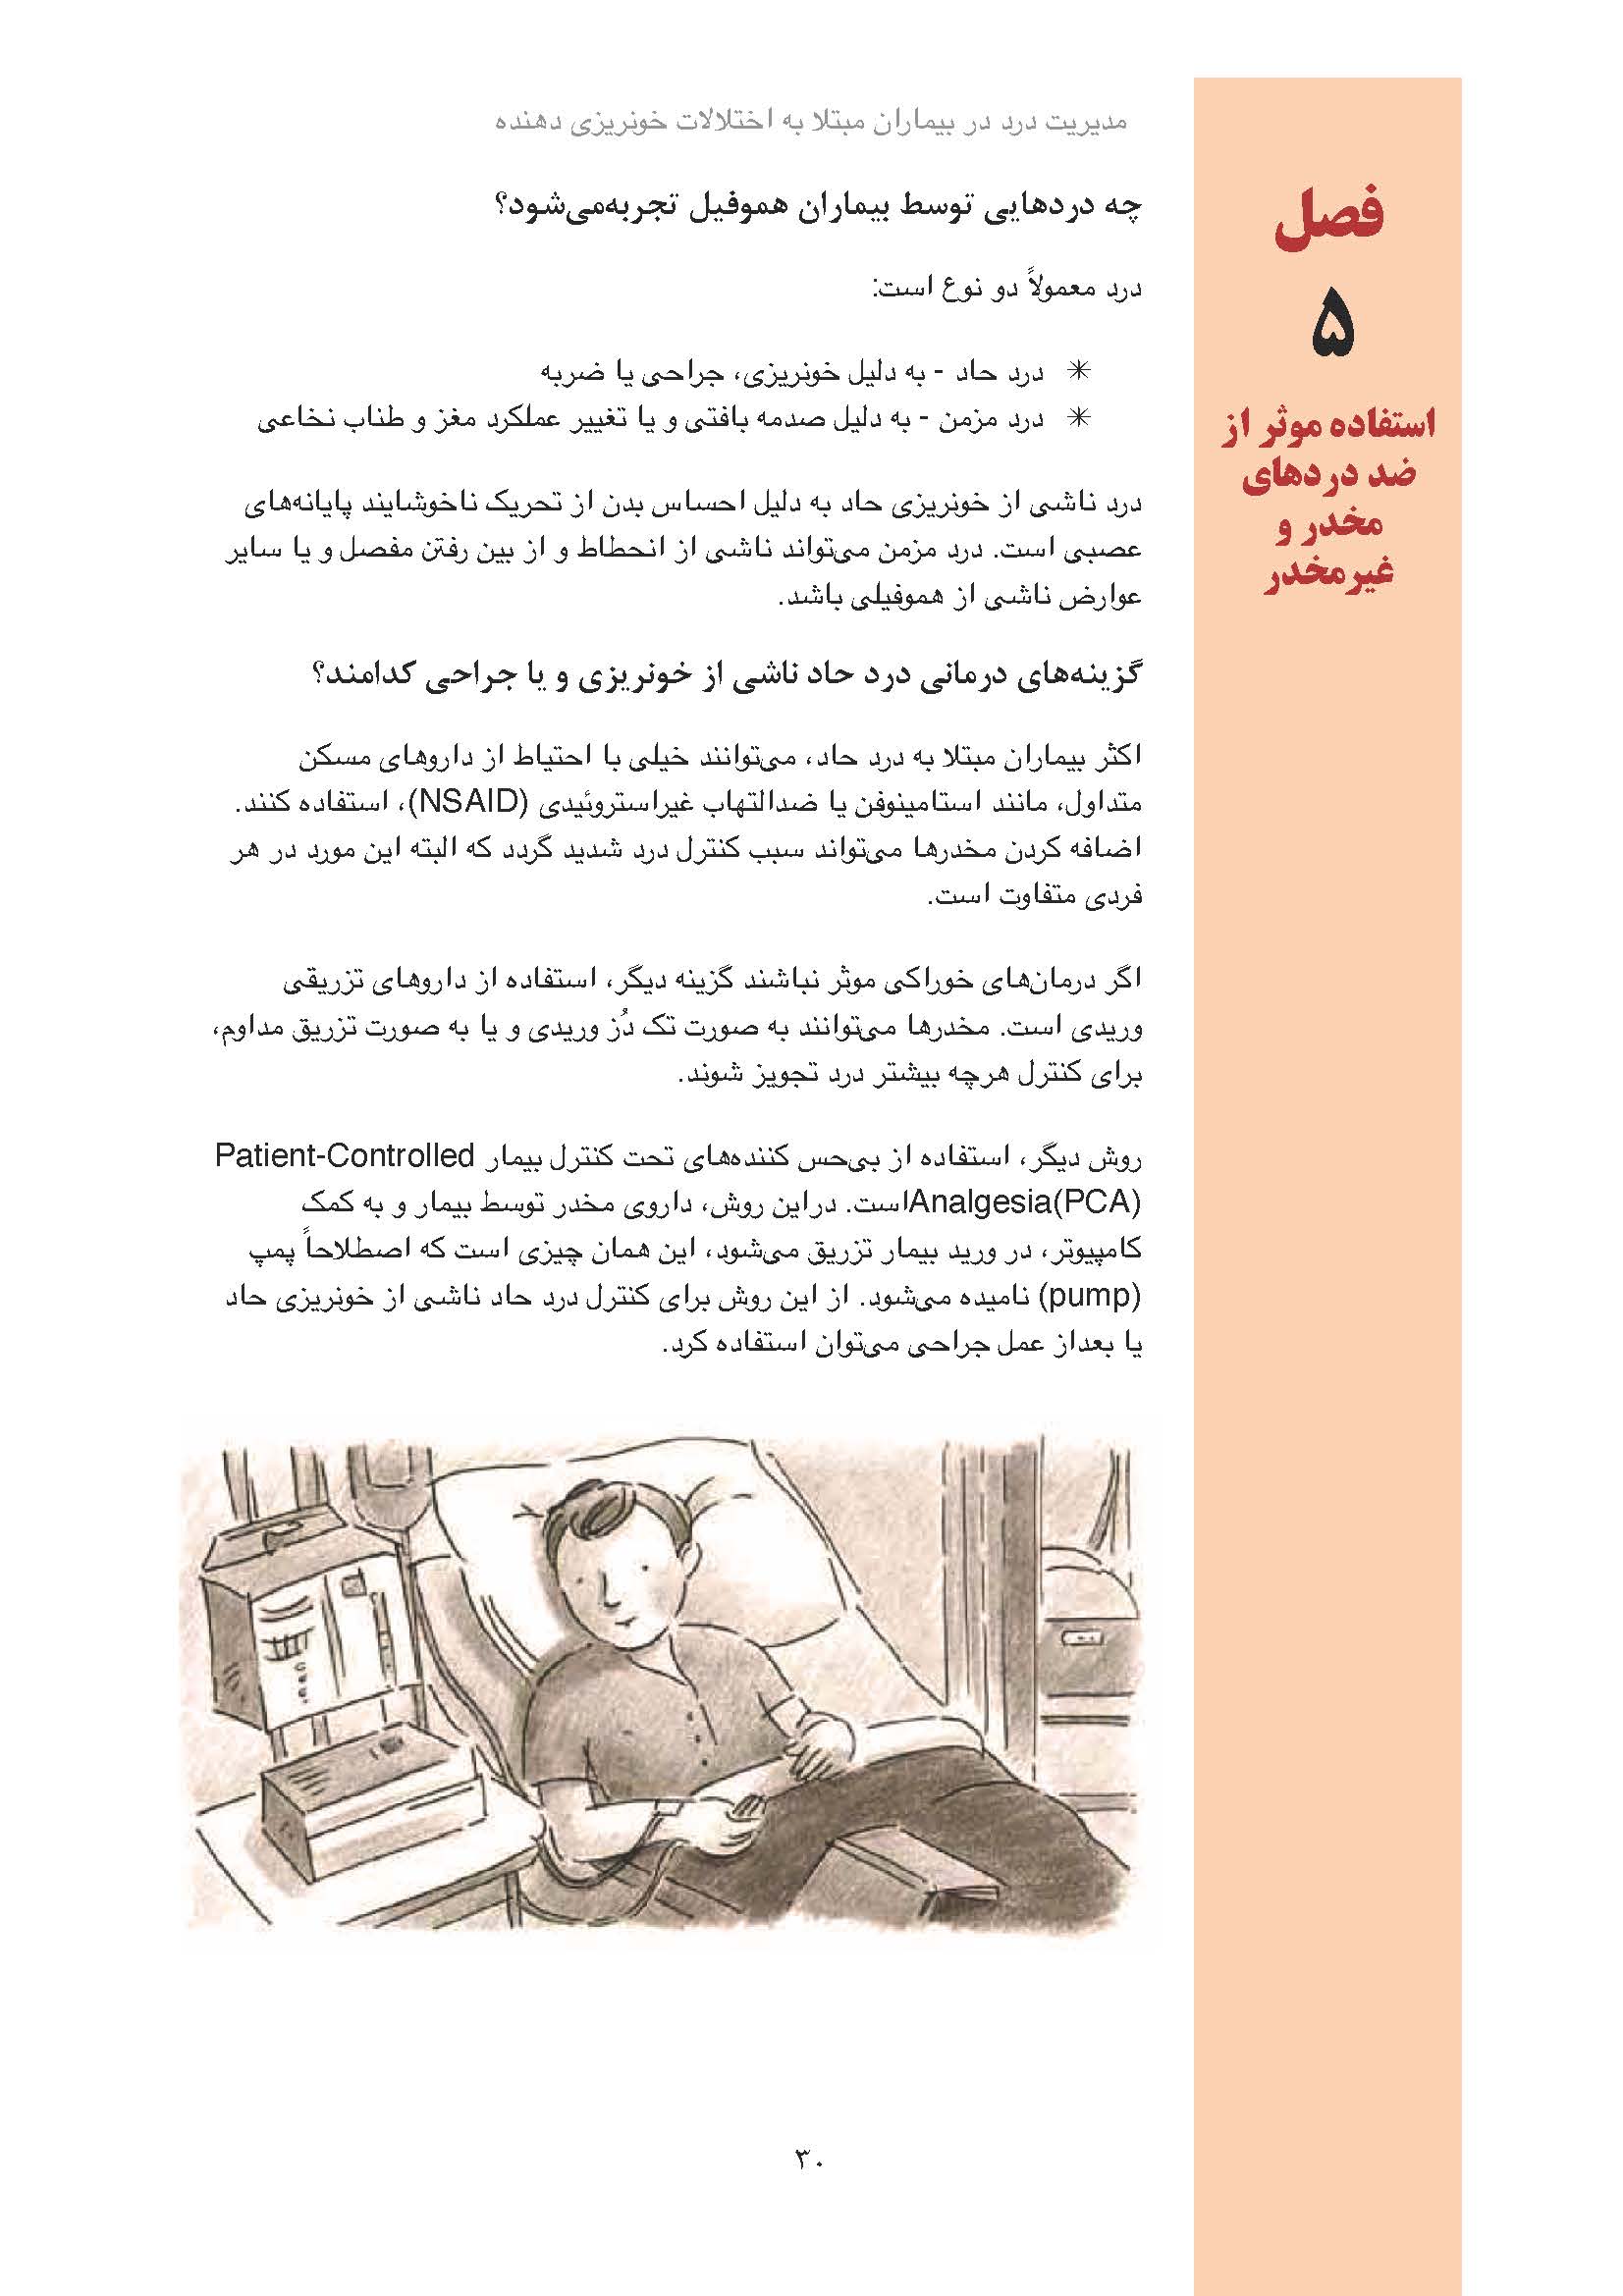 مدیریت درد در بیماران مبتلا به اختلالات خونریزی دهنده
فصل
۵
استفاده موثر از
ضد دردهای
مخدر و
غیرمخدر
چه دردهایی توسط بیماران هموفیل تجربه‌می‌شود؟
درد معمولاً دو نوع است:
✳ درد حاد - به دلیل خونریزی، جراحی یا ضربه
✳ درد مزمن - به دلیل صدمه بافتی و یا تغییر عملکرد مغز و طناب نخاعی
درد ناشی از خونریزی حاد به دلیل احساس بدن از تحریک ناخوشایند پایانه‌های
عصبی است. درد مزمن می‌تواند ناشی از انحطاط و از بین رفتن مفصل و یا سایر
عوارض ناشی از هموفیلی باشد.
گزینه‌های درمانی درد حاد ناشی از خونریزی و یا جراحی کدامند؟
اکثر بیماران مبتلا به درد حاد، می‌توانند خیلی با احتیاط از داروهای مسکن
متداول، مانند استامینوفن یا ضدالتهاب غیراستروئیدی (NSAID)، استفاده کنند.
اضافه کردن مخدرها می‌تواند سبب کنترل درد شدید گردد که البته این مورد در هر
فردی متفاوت است.
اگر درمان‌های خوراکی موثر نباشند گزینه دیگر، استفاده از داروهای تزریقی
وریدی است. مخدرها می‌توانند به صورت تک دُز وریدی و یا به صورت تزریق مداوم،
برای کنترل هرچه بیشتر درد تجویز شوند.
روش دیگر، استفاده از بی‌حس کننده‌های تحت کنترل بیمار Patient-Controlled
Analgesia(PCA)است. دراین روش، داروی مخدر توسط بیمار و به کمک
کامپیوتر، در ورید بیمار تزریق می‌شود، این همان چیزی است که اصطلاحاً پمپ
(pump) نامیده می‌شود. از این روش برای کنترل درد حاد ناشی از خونریزی حاد
یا بعداز عمل جراحی می‌توان استفاده کرد.
۳۰